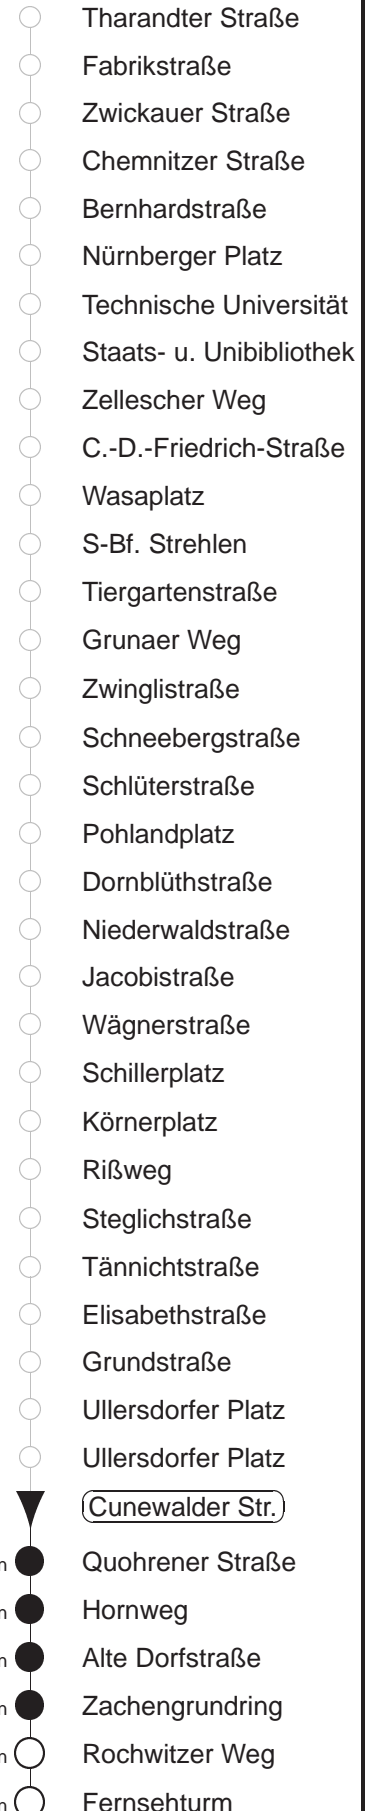 Tharandter Straße
Fabrikstraße
Zwickauer Straße
Chemnitzer Straße
Bernhardstraße
Nürnberger Platz
Technische Universität
Staats- u. Unibibliothek
Zellescher Weg
C.-D.-Friedrich-Straße
Wasaplatz
S-Bf. Strehlen
Tiergartenstraße
Grunaer Weg
Zwinglistraße
Schneebergstraße
Schlüterstraße
Pohlandplatz
Dornblüthstraße
Niederwaldstraße
Jacobistraße
Wägnerstraße
Schillerplatz
Körnerplatz
Rißweg
Steglichstraße
Tännichtstraße
Elisabethstraße
Grundstraße
Ullersdorfer Platz
Ullersdorfer Platz
Cunewalder Str.
Quohrener Straße
Hornweg
Alte Dorfstraße
Zachengrundring
Rochwitzer Weg
Fernsehturm